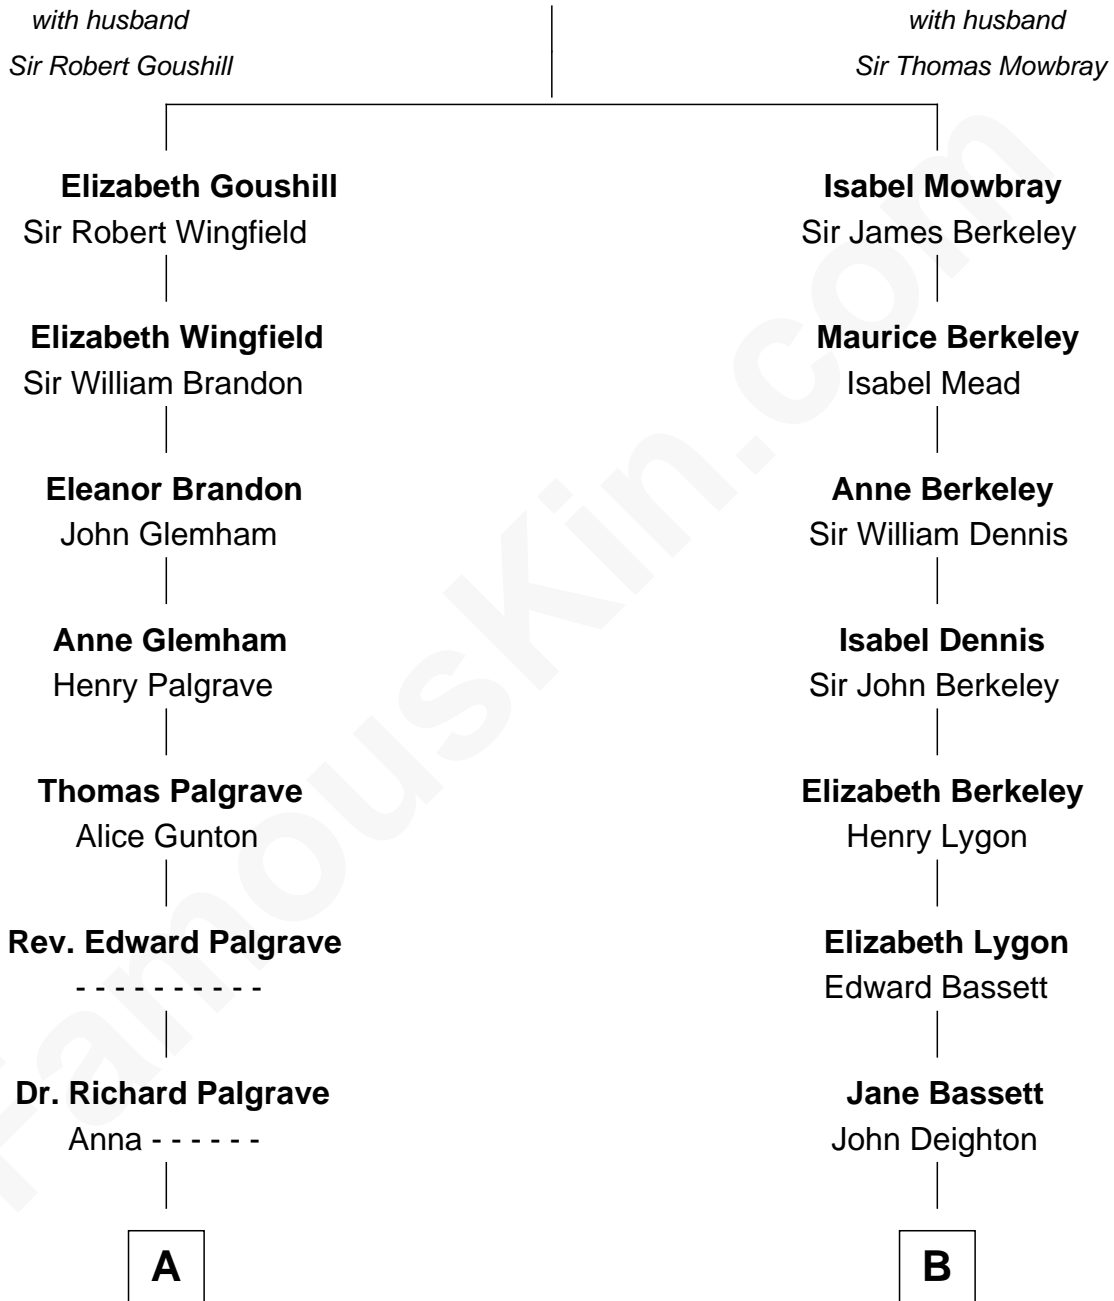 with husband
Sir Robert Goushill
with husband
Sir Thomas Mowbray
Elizabeth Goushill
Sir Robert Wingfield
Isabel Mowbray
Sir James Berkeley
Elizabeth Wingfield
Sir William Brandon
Maurice Berkeley
Isabel Mead
Eleanor Brandon
John Glemham
Anne Berkeley
Sir William Dennis
Anne Glemham
Henry Palgrave
Isabel Dennis
Sir John Berkeley
Thomas Palgrave
Alice Gunton
Elizabeth Berkeley
Henry Lygon
Rev. Edward Palgrave
- - - - - - - - - -
Elizabeth Lygon
Edward Bassett
Dr. Richard Palgrave
Anna - - - - - -
Jane Bassett
John Deighton
A
B
FamousKin.com